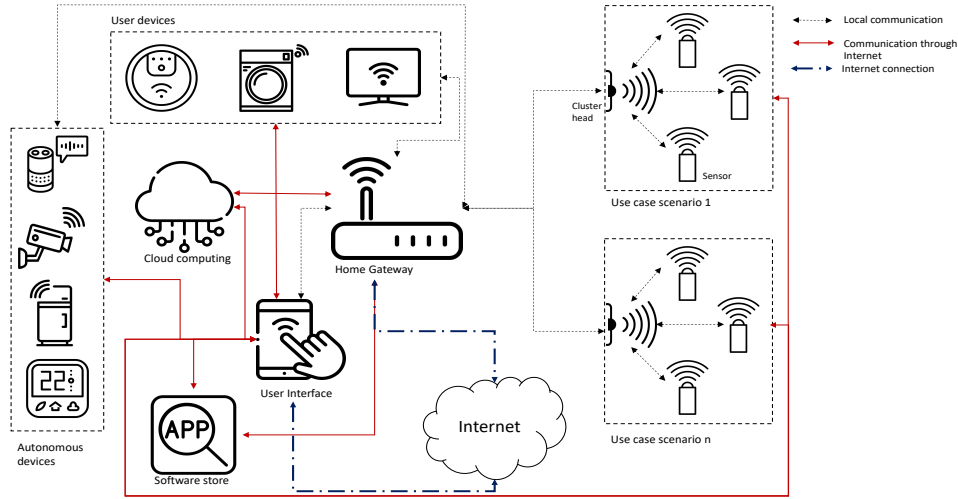 User devices
Local communication
Communication through
Internet
Internet connection
Cluster
head
Sensor
Use case scenario 1
Cloud computing
Home Gateway
22
User Interface
APP
Internet
Software store
Autonomous
devices
Use case scenario n